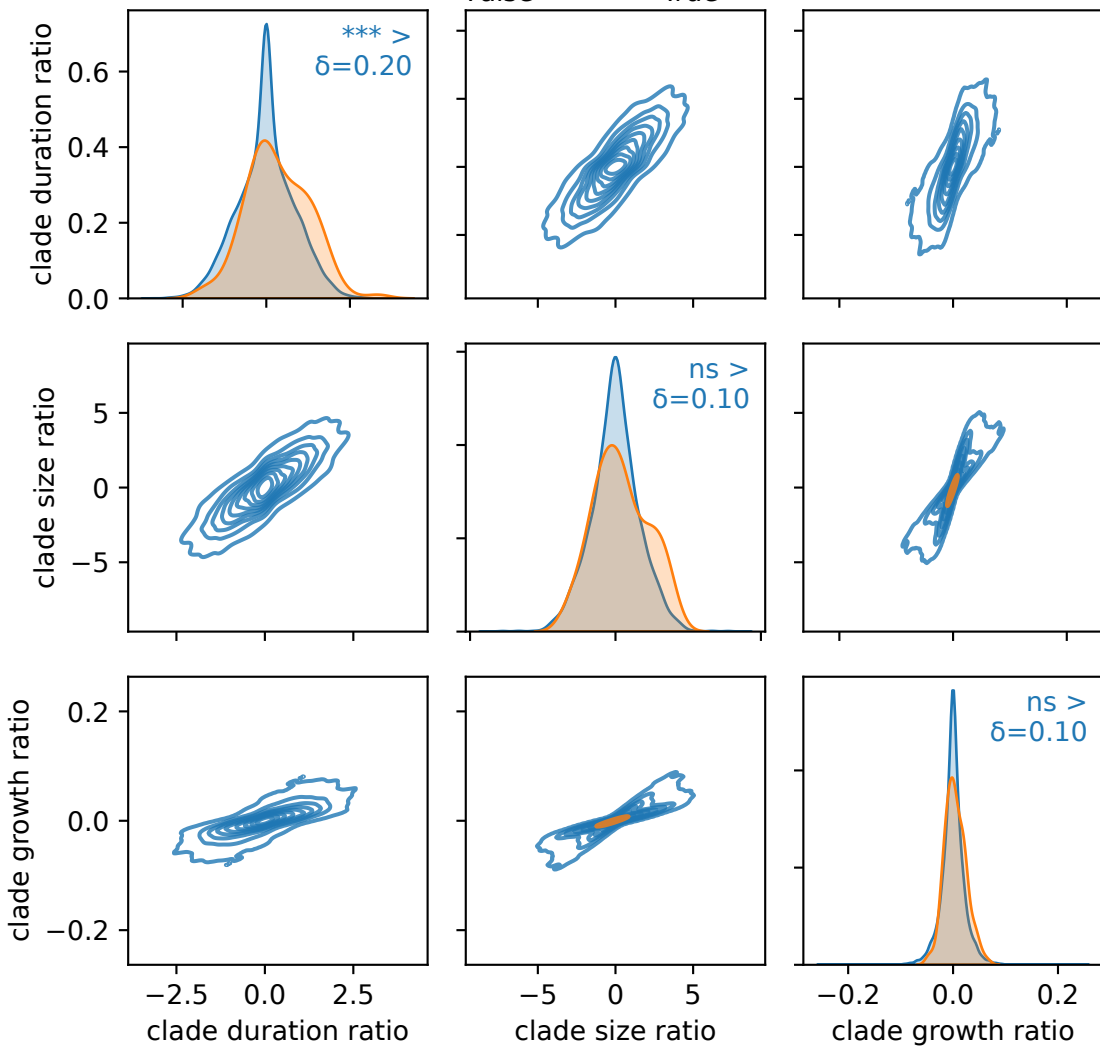 clade duration ratio
0.6
0.4
0.2
0.0
*** >
δ=0.20
clade size ratio
5
0
−5
ns >
δ=0.10
clade growth ratio
0.2
0.0
−0.2
ns >
δ=0.10
−2.5 0.0 2.5
−5 0 5
−0.2 0.0 0.2
clade duration ratio
clade size ratio
clade growth ratio